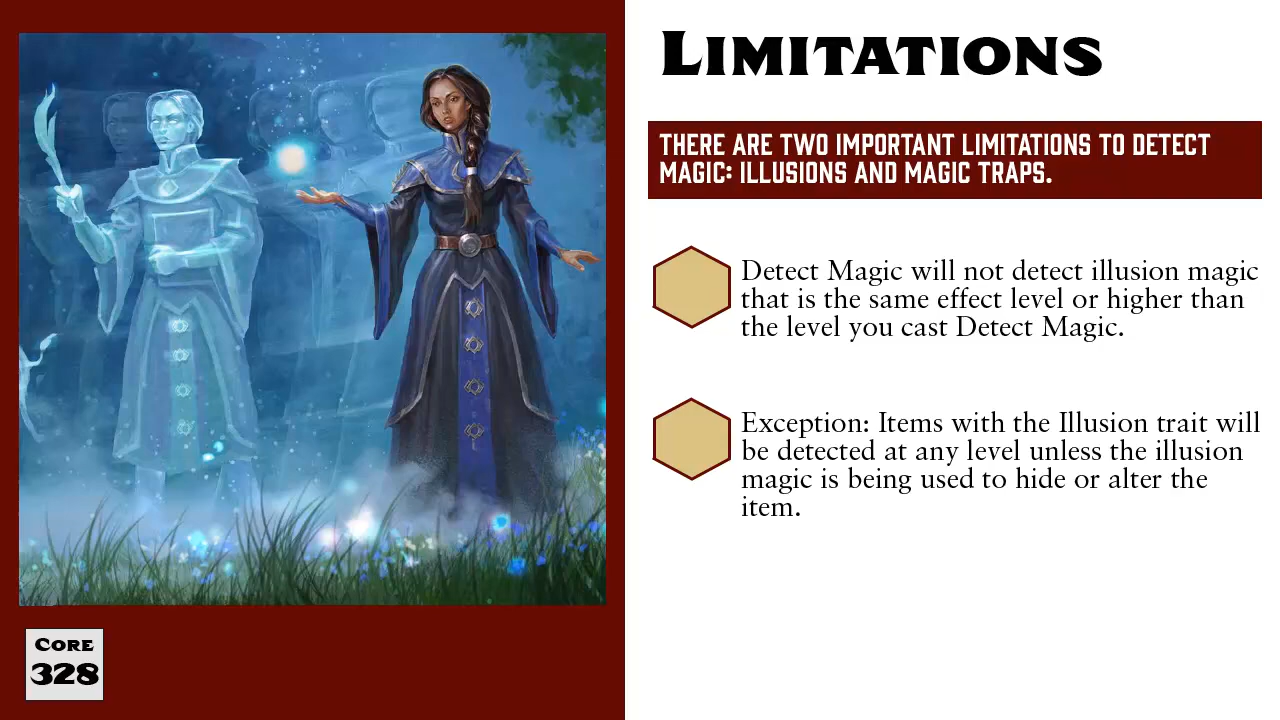 LIMITATIONS
THERE ARE TWO IMPORTANT LIMITATIONS TO DETECT
MAGIC: ILLUSIONS AND MAGIC TRAPS.
Detect Magic will not detect illusion magic
that is the same effect level or higher than
the level you cast Detect Magic.
Exception: Items with the Illusion trait will
be detected at any level unless the illusion
magic is being used to hide or alter the
item.
CORE
328